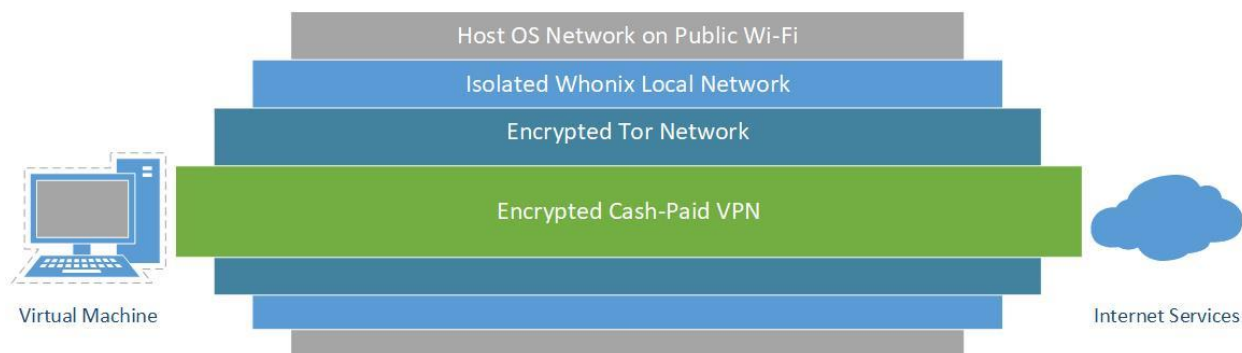 Host OS Network on Public Wi-Fi
Isolated Whonix Local Network
Encrypted Tor Network
Encrypted Cash-Paid VPN
Virtual Machine
Internet Services